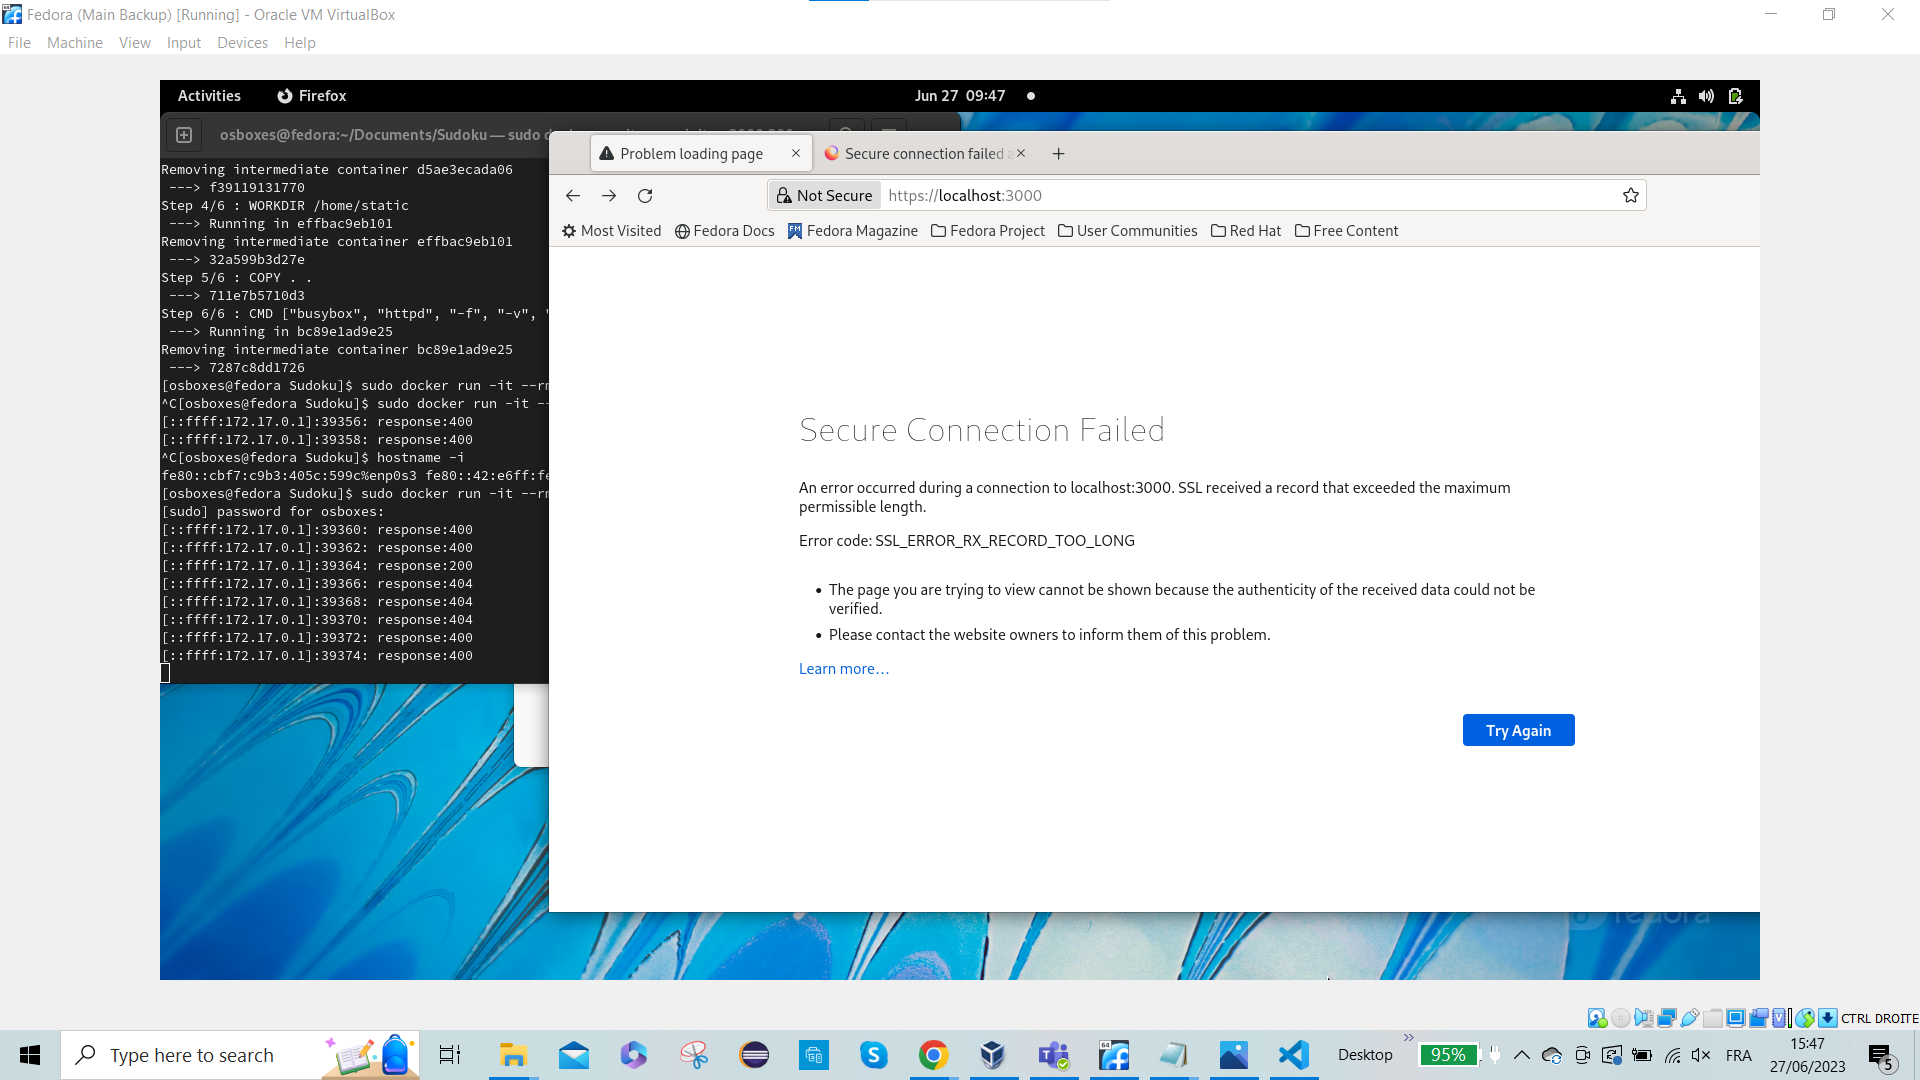 Fedora (Main Backup) [Running] - Oracle VM VirtualBox
File Machine View Input Devices Help
Activities Firefox Jun 27 09:47
osboxes@fedora:~/Documents/Sudoku — sudo
Removing intermediate container d5ae3ecada06
---> f39119131770
Step 4/6 : WORKDIR /home/static
---> Running in effbac9eb101
Removing intermediate container effbac9eb101
---> 32a599b3d27e
Step 5/6 : COPY . .
---> 711e7b5710d3
Step 6/6 : CMD ["busybox", "httpd", "-f", "-v",
---> Running in bc89e1ad9e25
Removing intermediate container bc89e1ad9e25
---> 7287c8dd1726
[osboxes@fedora Sudoku]$ sudo docker run -it --rm
^C[osboxes@fedora Sudoku]$ sudo docker run -it --
[::ffff:172.17.0.1]:39356: response:400
[::ffff:172.17.0.1]:39358: response:400
^C[osboxes@fedora Sudoku]$ hostname -i
fe80::cbf7:c9b3:405c:599c%enp0s3 fe80::42:e6ff:fe
[osboxes@fedora Sudoku]$ sudo docker run -it --rm
[sudo] password for osboxes:
[::ffff:172.17.0.1]:39360: response:400
[::ffff:172.17.0.1]:39362: response:400
[::ffff:172.17.0.1]:39364: response:200
[::ffff:172.17.0.1]:39366: response:404
[::ffff:172.17.0.1]:39368: response:404
[::ffff:172.17.0.1]:39370: response:404
[::ffff:172.17.0.1]:39372: response:400
[::ffff:172.17.0.1]:39374: response:400
Problem loading page
Secure connection failed
Not Secure https://localhost:3000
Most Visited Fedora Docs Fedora Magazine Fedora Project User Communities Red Hat Free Content
Secure Connection Failed
An error occurred during a connection to localhost:3000. SSL received a record that exceeded the maximum
permissible length.
Error code: SSL_ERROR_RX_RECORD_TOO_LONG
• The page you are trying to view cannot be shown because the authenticity of the received data could not be
verified.
• Please contact the website owners to inform them of this problem.
Learn more…
Try Again
fedora
CTRL DROITE
Type here to search
Desktop
95%
FRA
15:47
27/06/2023
5